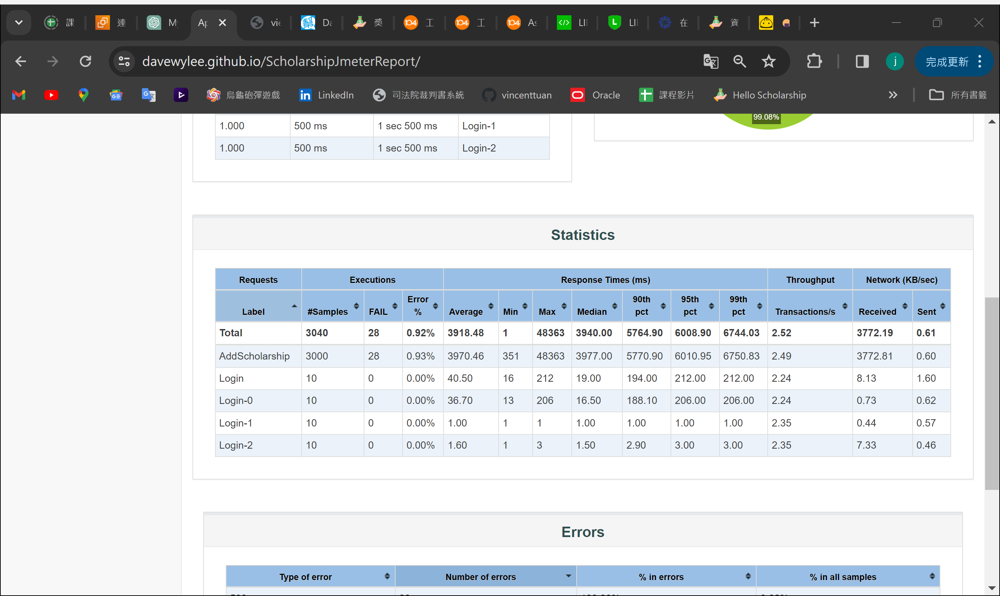 課 連 M Ap vie Da 獎 104 工 104 工 104 As LI L LI 在 資
davewylee.github.io/ScholarshipJmeterReport/ j 完成更新
烏龜砲彈遊戲 in LinkedIn 司法院裁判書系統 vincenttuan Oracle 課程影片 Hello Scholarship 所有書籤
99.08%
1.000 500 ms 1 sec 500 ms Login-1
1.000 500 ms 1 sec 500 ms Login-2
Statistics
Requests Executions Response Times (ms) Throughput Network (KB/sec)
Label #Samples FAIL Error % Average Min Max Median 90th pct 95th pct 99th pct Transactions/s Received Sent
Total 3040 28 0.92% 3918.48 1 48363 3940.00 5764.90 6008.90 6744.03 2.52 3772.19 0.61
AddScholarship 3000 28 0.93% 3970.46 351 48363 3977.00 5770.90 6010.95 6750.83 2.49 3772.81 0.60
Login 10 0 0.00% 40.50 16 212 19.00 194.00 212.00 212.00 2.24 8.13 1.60
Login-0 10 0 0.00% 36.70 13 206 16.50 188.10 206.00 206.00 2.24 0.73 0.62
Login-1 10 0 0.00% 1.00 1 1 1.00 1.00 1.00 1.00 2.35 0.44 0.57
Login-2 10 0 0.00% 1.60 1 3 1.50 2.90 3.00 3.00 2.35 7.33 0.46
Errors
Type of error Number of errors % in errors % in all samples